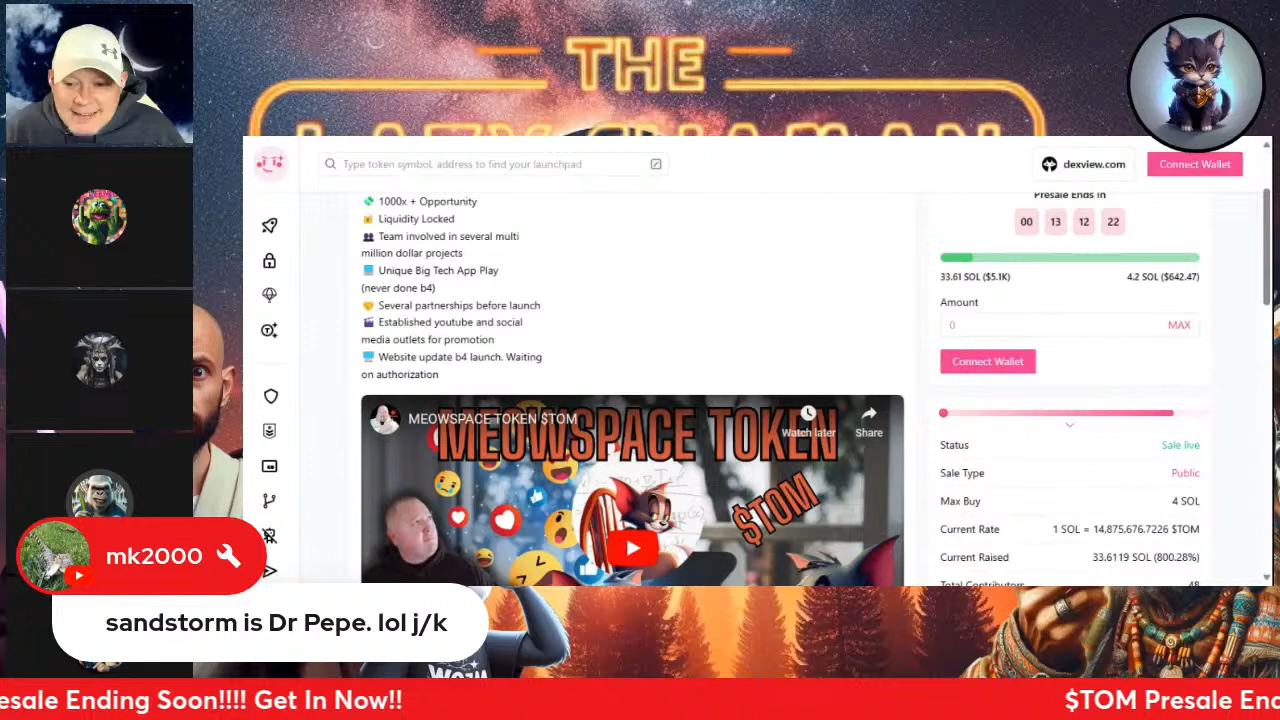 THE
LAZY SHAMAN
Type token symbol, address to find your launchpad
dexview.com
Connect Wallet
1000x + Opportunity
Liquidity Locked
Team involved in several multi
million dollar projects
Unique Big Tech App Play
(never done b4)
Several partnerships before launch
Established youtube and social
media outlets for promotion
Website update b4 launch. Waiting
on authorization
Presale Ends In
00 13 12 22
33.61 SOL ($5.1K) 4.2 SOL ($642.47)
Amount
0 MAX
Connect Wallet
Status Sale live
Sale Type Public
Max Buy 4 SOL
Current Rate 1 SOL = 14,875,676.7226 $TOM
Current Raised 33.6119 SOL (800.28%)
Total Contributors 48
MEOWSPACE TOKEN $TOM
Watch later
Share
MEOWSPACE TOKEN
$TOM
mk2000
sandstorm is Dr Pepe. lol j/k
esale Ending Soon!!!! Get In Now!! $TOM Presale End